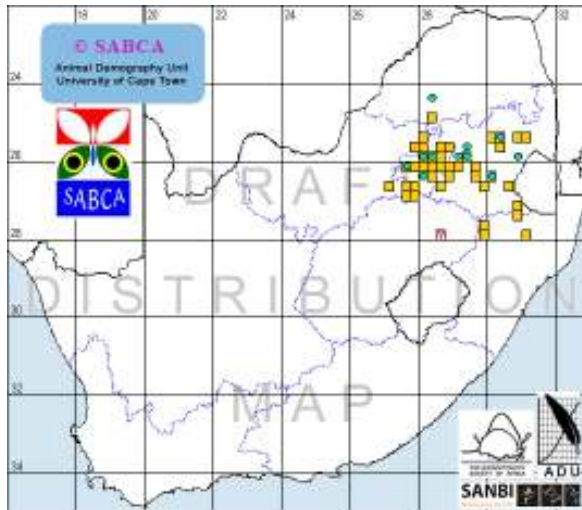 18 20 22 24 26 28 30 32
© SABCA
Animal Demography Unit
University of Cape Town
24
SABCA
26
DRAFT
28
DISTRIBUTION
30
MAP
32
34
ADU
SANBI